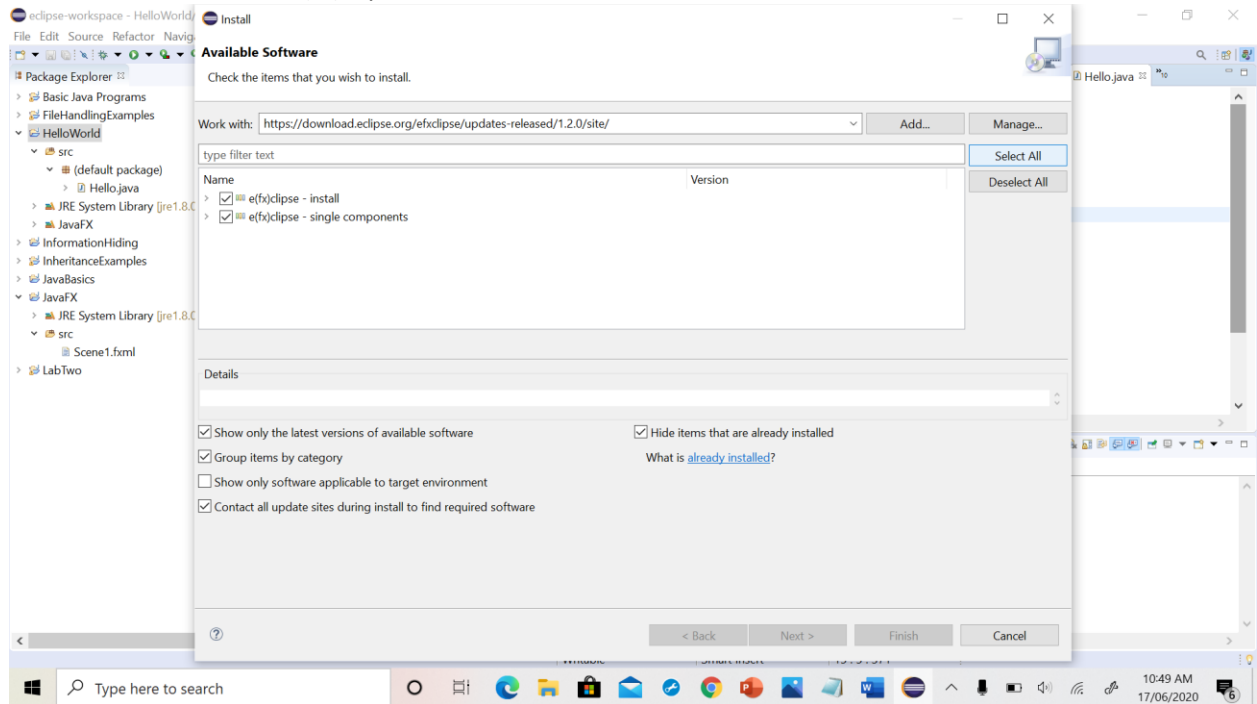 eclipse-workspace - HelloWorld/
Install
File Edit Source Refactor Navig
Available Software
Check the items that you wish to install.
Package Explorer
Hello.java
10
Basic Java Programs
FileHandlingExamples
HelloWorld
src
(default package)
Hello.java
JRE System Library [jre1.8.0
JavaFX
InformationHiding
InheritanceExamples
JavaBasics
JavaFX
JRE System Library [jre1.8.0
src
Scene1.fxml
LabTwo
Work with: https://download.eclipse.org/efxclipse/updates-released/1.2.0/site/
Add...
Manage...
type filter text
Select All
Deselect All
Name Version
e(fx)clipse - install
e(fx)clipse - single components
Details
Show only the latest versions of available software
Hide items that are already installed
Group items by category
What is already installed?
Show only software applicable to target environment
Contact all update sites during install to find required software
< Back Next > Finish Cancel
Type here to search
10:49 AM
17/06/2020
6